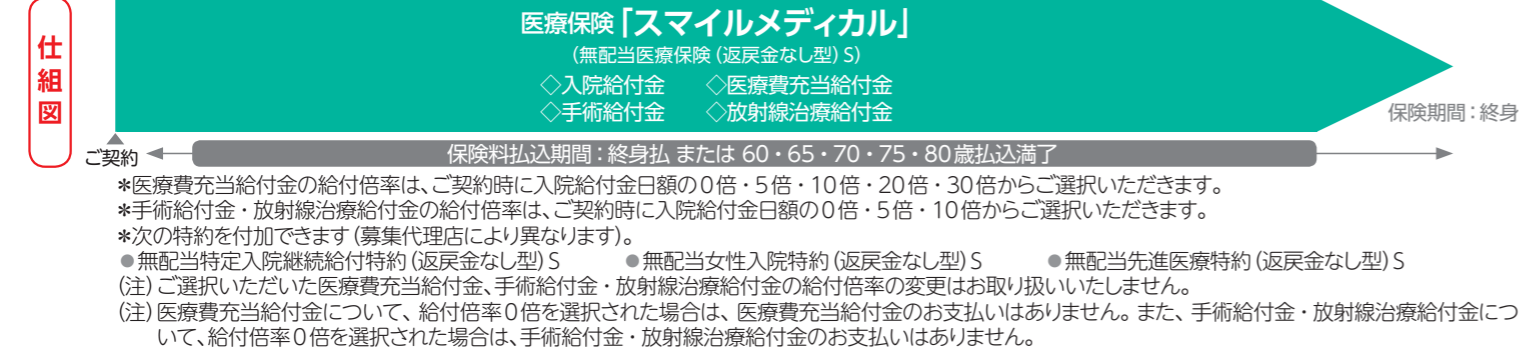 仕組図
医療保険「スマイルメディカル」
(無配当医療保険(返戻金なし型)S)
◇入院給付金 ◇医療費充当給付金
◇手術給付金 ◇放射線治療給付金
保険期間:終身
ご契約
保険料払込期間:終身払 または 60・65・70・75・80歳払込満了
*医療費充当給付金の給付倍率は、ご契約時に入院給付金日額の0倍・5倍・10倍・20倍・30倍からご選択いただきます。
*手術給付金・放射線治療給付金の給付倍率は、ご契約時に入院給付金日額の0倍・5倍・10倍からご選択いただきます。
*次の特約を付加できます(募集代理店により異なります)。
●無配当特定入院継続給付特約(返戻金なし型)S ●無配当女性入院特約(返戻金なし型)S ●無配当先進医療特約(返戻金なし型)S
(注)ご選択いただいた医療費充当給付金、手術給付金・放射線治療給付金の給付倍率の変更はお取り扱いいたしません。
(注)医療費充当給付金について、給付倍率0倍を選択された場合は、医療費充当給付金のお支払いはありません。また、手術給付金・放射線治療給付金につ
いて、給付倍率0倍を選択された場合は、手術給付金・放射線治療給付金のお支払いはありません。